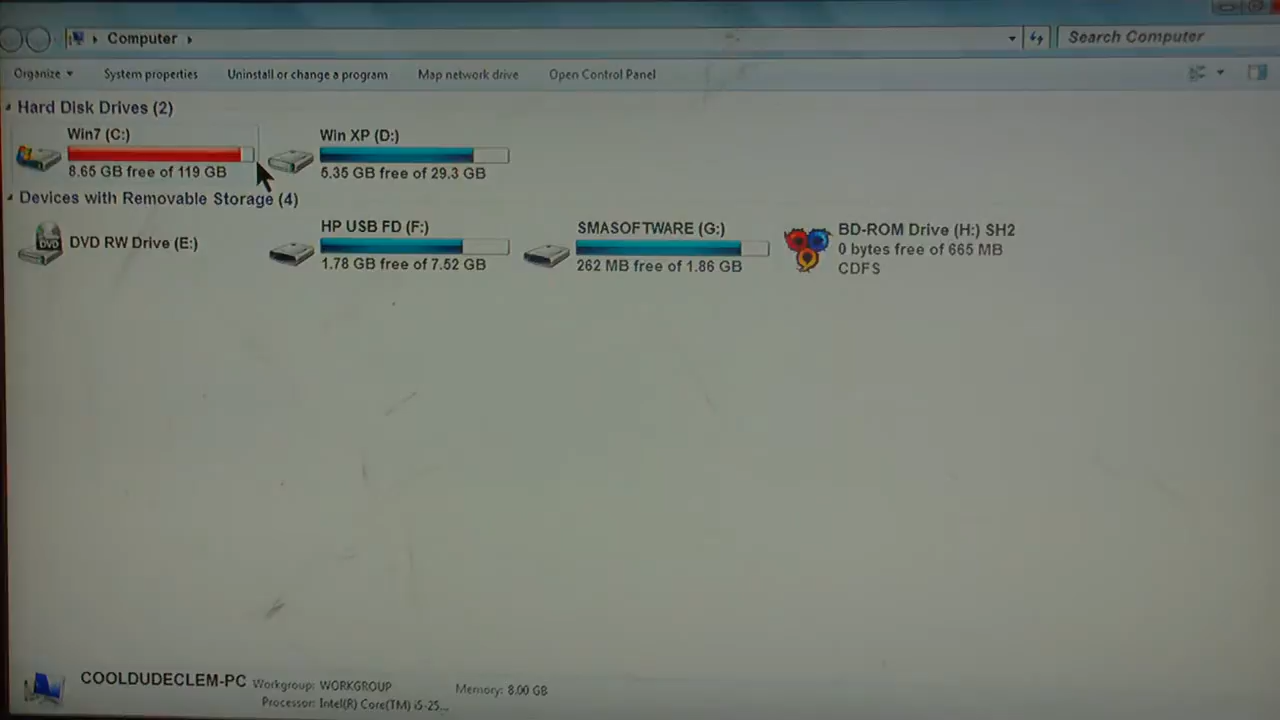 Computer
Search Computer
Organize System properties Uninstall or change a program Map network drive Open Control Panel
Hard Disk Drives (2)
Win7 (C:)
8.65 GB free of 119 GB
Win XP (D:)
5.35 GB free of 29.3 GB
Devices with Removable Storage (4)
DVD
DVD RW Drive (E:)
HP USB FD (F:)
1.78 GB free of 7.52 GB
SMASOFTWARE (G:)
262 MB free of 1.86 GB
BD-ROM Drive (H:) SH2
0 bytes free of 665 MB
CDFS
COOLDUDECLEM-PC Workgroup: WORKGROUP Memory: 8.00 GB
Processor: Intel(R) Core(TM) i5-25...